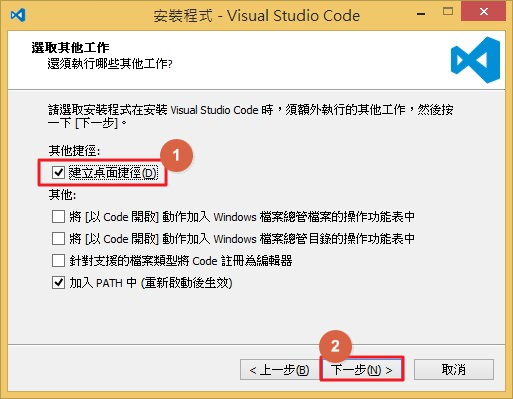 安裝程式 - Visual Studio Code
選取其他工作
還須執行哪些其他工作?
請選取安裝程式在安裝 Visual Studio Code 時，須額外執行的其他工作，然後按
一下 [下一步]。
其他捷徑:
1
建立桌面捷徑(D)
其他:
將 [以 Code 開啟] 動作加入 Windows 檔案總管檔案的操作功能表中
將 [以 Code 開啟] 動作加入 Windows 檔案總管目錄的操作功能表中
針對支援的檔案類型將 Code 註冊為編輯器
加入 PATH 中 (重新啟動後生效)
2
< 上一步(B) 下一步(N) > 取消